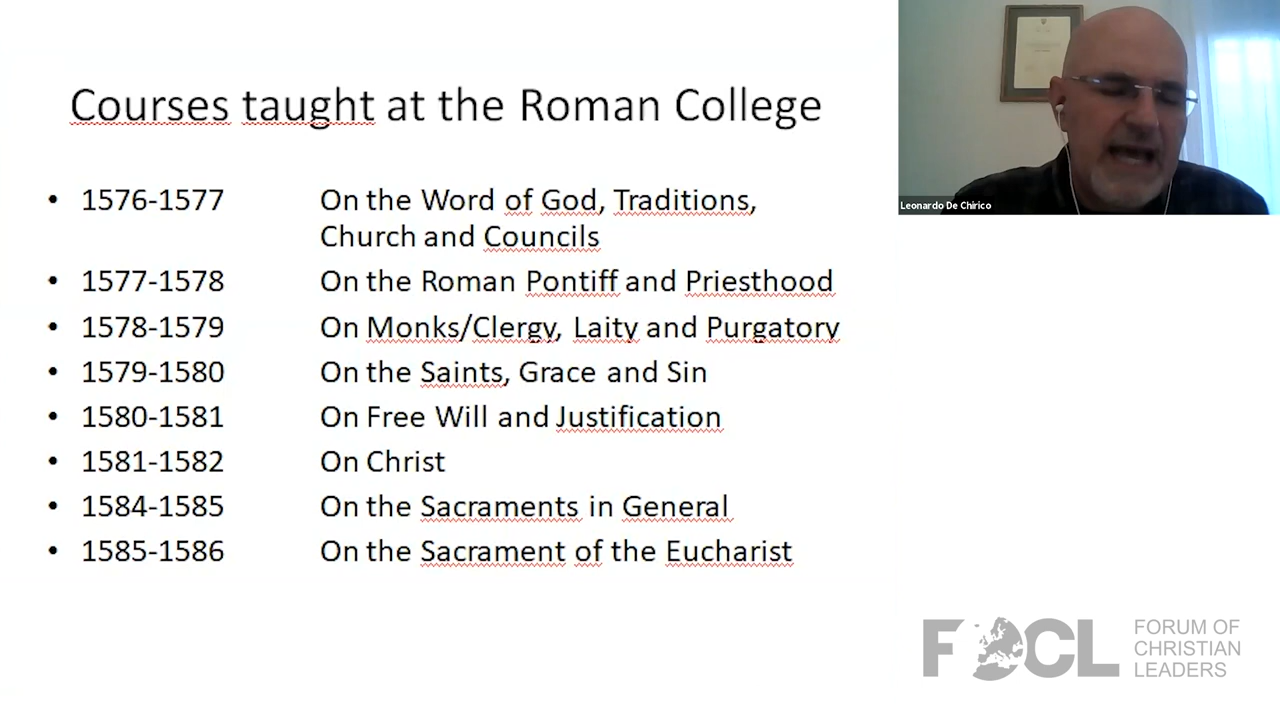 Courses taught at the Roman College
• 1576-1577 On the Word of God, Traditions,
Church and Councils
• 1577-1578 On the Roman Pontiff and Priesthood
• 1578-1579 On Monks/Clergy, Laity and Purgatory
• 1579-1580 On the Saints, Grace and Sin
• 1580-1581 On Free Will and Justification
• 1581-1582 On Christ
• 1584-1585 On the Sacraments in General
• 1585-1586 On the Sacrament of the Eucharist
Leonardo De Chirico
FOCL
FORUM OF
CHRISTIAN
LEADERS